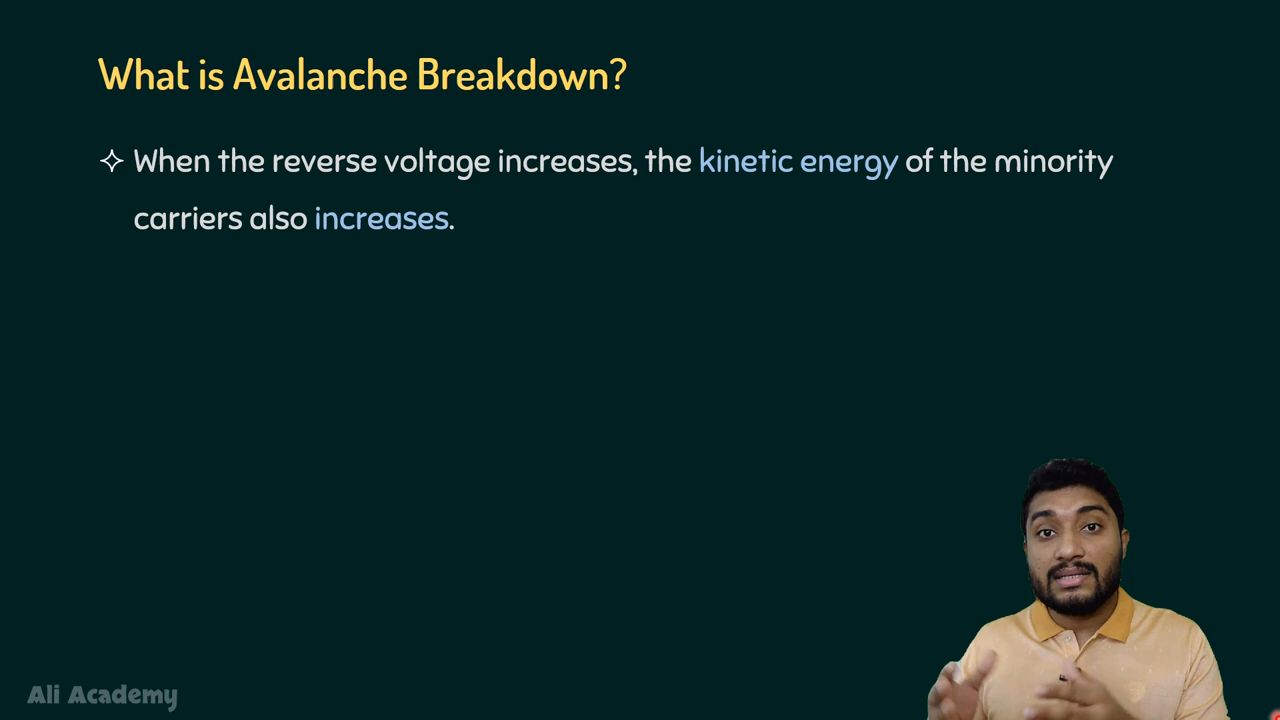 What is Avalanche Breakdown?
✧ When the reverse voltage increases, the kinetic energy of the minority
carriers also increases.
Ali Academy